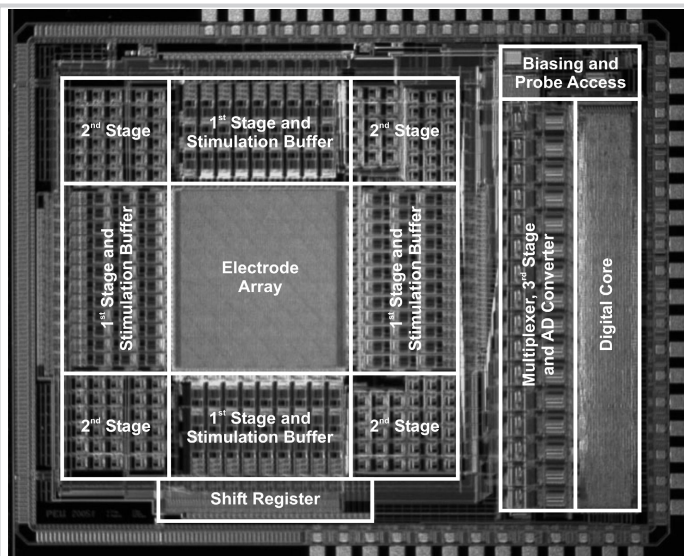 Biasing and
Probe Access
2nd Stage
1st Stage and
Stimulation Buffer
2nd Stage
1st Stage and
Stimulation Buffer
Electrode
Array
1st Stage and
Stimulation Buffer
Multiplexer, 3rd Stage
and AD Converter
Digital Core
2nd Stage
1st Stage and
Stimulation Buffer
2nd Stage
Shift Register